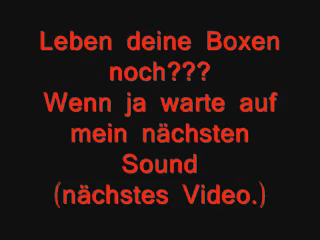 Leben deine Boxen
noch???
Wenn ja warte auf
mein nächsten
Sound
(nächstes Video.)